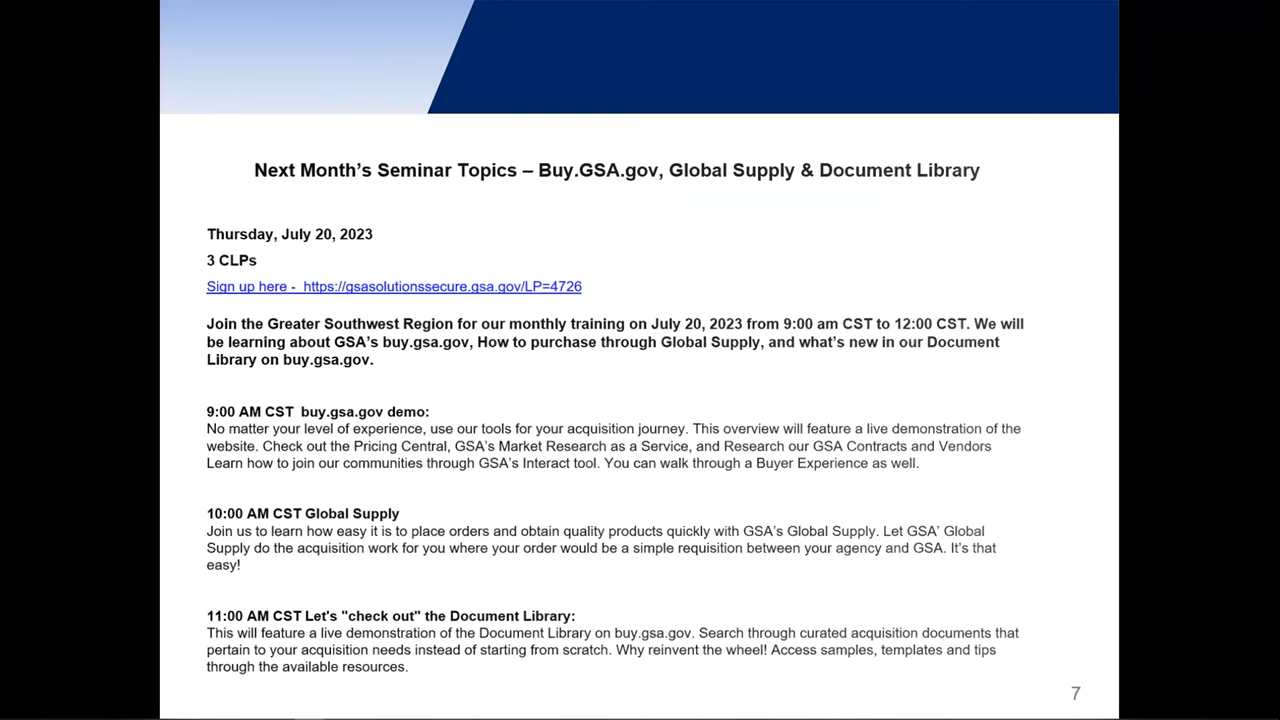 Next Month’s Seminar Topics – Buy.GSA.gov, Global Supply & Document Library
Thursday, July 20, 2023
3 CLPs
Sign up here -  https://gsasolutionssecure.gsa.gov/LP=4726
Join the Greater Southwest Region for our monthly training on July 20, 2023 from 9:00 am CST to 12:00 CST. We will
be learning about GSA’s buy.gsa.gov, How to purchase through Global Supply, and what’s new in our Document
Library on buy.gsa.gov.
9:00 AM CST  buy.gsa.gov demo:
No matter your level of experience, use our tools for your acquisition journey. This overview will feature a live demonstration of the
website. Check out the Pricing Central, GSA’s Market Research as a Service, and Research our GSA Contracts and Vendors
Learn how to join our communities through GSA’s Interact tool. You can walk through a Buyer Experience as well.
10:00 AM CST Global Supply
Join us to learn how easy it is to place orders and obtain quality products quickly with GSA’s Global Supply. Let GSA’ Global
Supply do the acquisition work for you where your order would be a simple requisition between your agency and GSA. It’s that
easy!
11:00 AM CST Let's "check out" the Document Library:
This will feature a live demonstration of the Document Library on buy.gsa.gov. Search through curated acquisition documents that
pertain to your acquisition needs instead of starting from scratch. Why reinvent the wheel! Access samples, templates and tips
through the available resources.
7